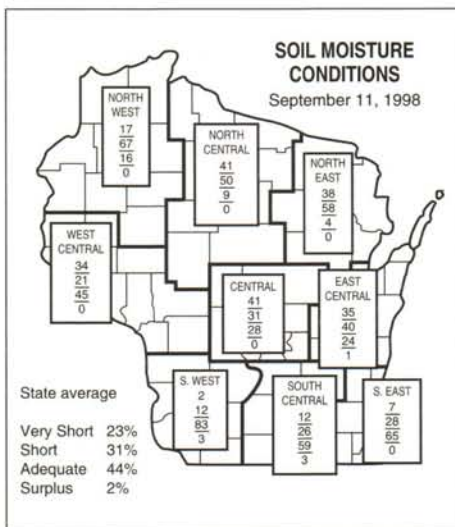 SOIL MOISTURE
CONDITIONS
September 11, 1998
NORTH
WEST
17
67
16
0
NORTH
CENTRAL
41
50
9
0
NORTH
EAST
38
58
4
0
WEST
CENTRAL
34
21
45
0
CENTRAL
41
31
28
0
EAST
CENTRAL
35
40
24
1
S. WEST
2
12
83
3
SOUTH
CENTRAL
12
26
59
3
S. EAST
7
28
65
0
State average
Very Short 23%
Short 31%
Adequate 44%
Surplus 2%